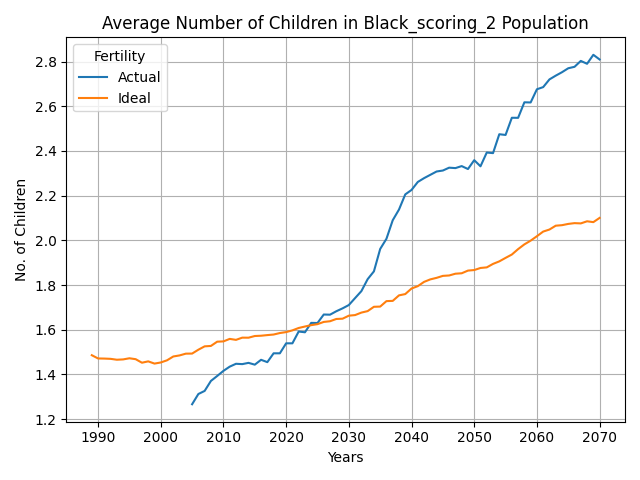 Average Number of Children in Black_scoring_2 Population
Fertility
Actual
Ideal
No. of Children
2.8
2.6
2.4
2.2
2.0
1.8
1.6
1.4
1.2
1990 2000 2010 2020 2030 2040 2050 2060 2070
Years